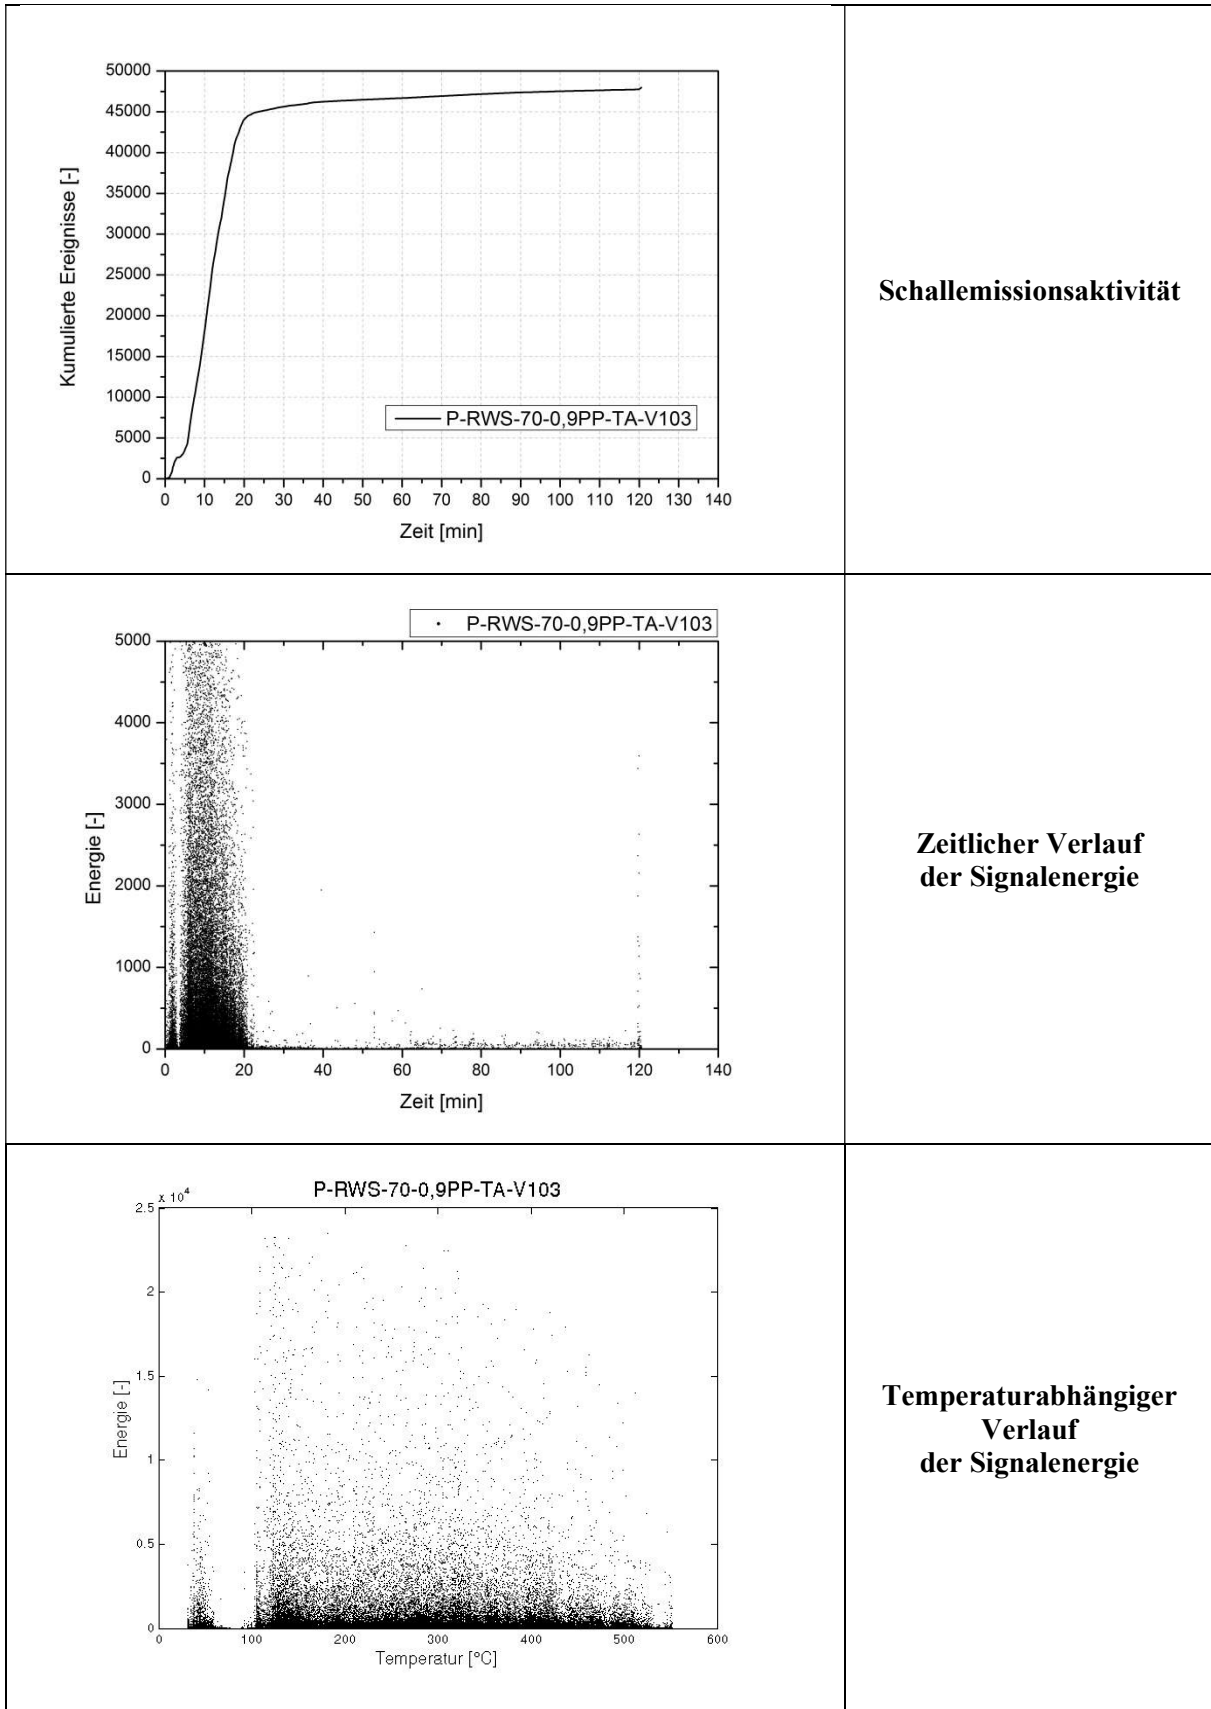 50000
45000
40000
35000
30000
25000
20000
15000
10000
5000
0
Kumulierte Ereignisse [-]
P-RWS-70-0,9PP-TA-V103
0 10 20 30 40 50 60 70 80 90 100 110 120 130 140
Zeit [min]
Schallemissionsaktivität
P-RWS-70-0,9PP-TA-V103
5000
4000
3000
2000
1000
0
Energie [-]
0 20 40 60 80 100 120 140
Zeit [min]
Zeitlicher Verlauf
der Signalenergie
P-RWS-70-0,9PP-TA-V103
x 10⁴
2.5
2
1.5
1
0.5
0
Energie [-]
0 100 200 300 400 500 600
Temperatur [°C]
Temperaturabhängiger
Verlauf
der Signalenergie